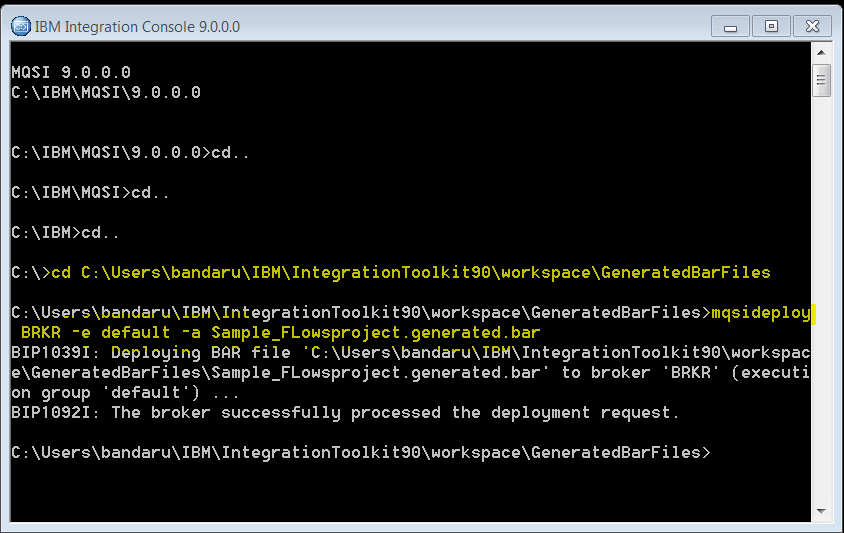 IBM Integration Console 9.0.0.0
MQSI 9.0.0.0
C:\IBM\MQSI\9.0.0.0
C:\IBM\MQSI\9.0.0.0>cd..
C:\IBM\MQSI>cd..
C:\IBM>cd..
C:\>cd C:\Users\bandaru\IBM\IntegrationToolkit90\workspace\GeneratedBarFiles
C:\Users\bandaru\IBM\IntegrationToolkit90\workspace\GeneratedBarFiles>mqsideploy
BRKR -e default -a Sample_FLowsproject.generated.bar
BIP1039I: Deploying BAR file 'C:\Users\bandaru\IBM\IntegrationToolkit90\workspac
e\GeneratedBarFiles\Sample_FLowsproject.generated.bar' to broker 'BRKR' (executi
on group 'default') ...
BIP1092I: The broker successfully processed the deployment request.
C:\Users\bandaru\IBM\IntegrationToolkit90\workspace\GeneratedBarFiles>